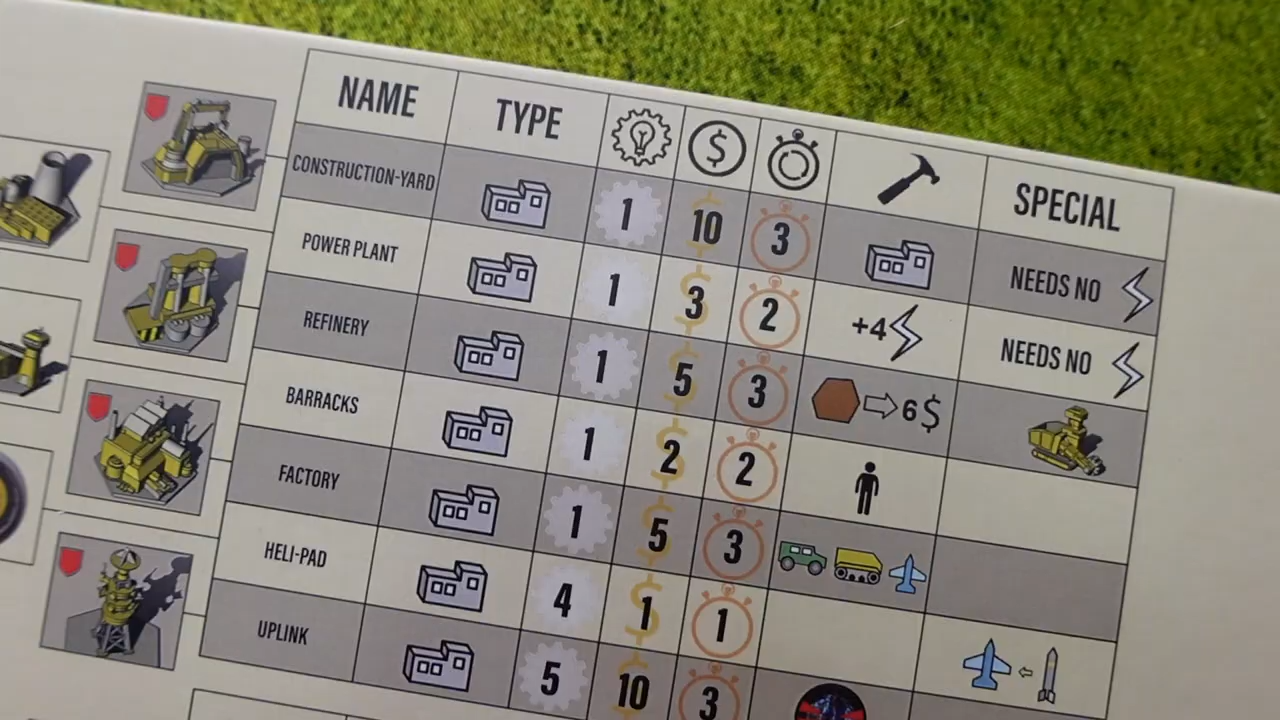 NAME TYPE $ SPECIAL
CONSTRUCTION-YARD 1 10 3 NEEDS NO
POWER PLANT 1 3 2 +4 NEEDS NO
REFINERY 1 5 3 6$
BARRACKS 1 2 2
FACTORY 1 5 3
HELI-PAD 4 1 1
UPLINK 5 10 3